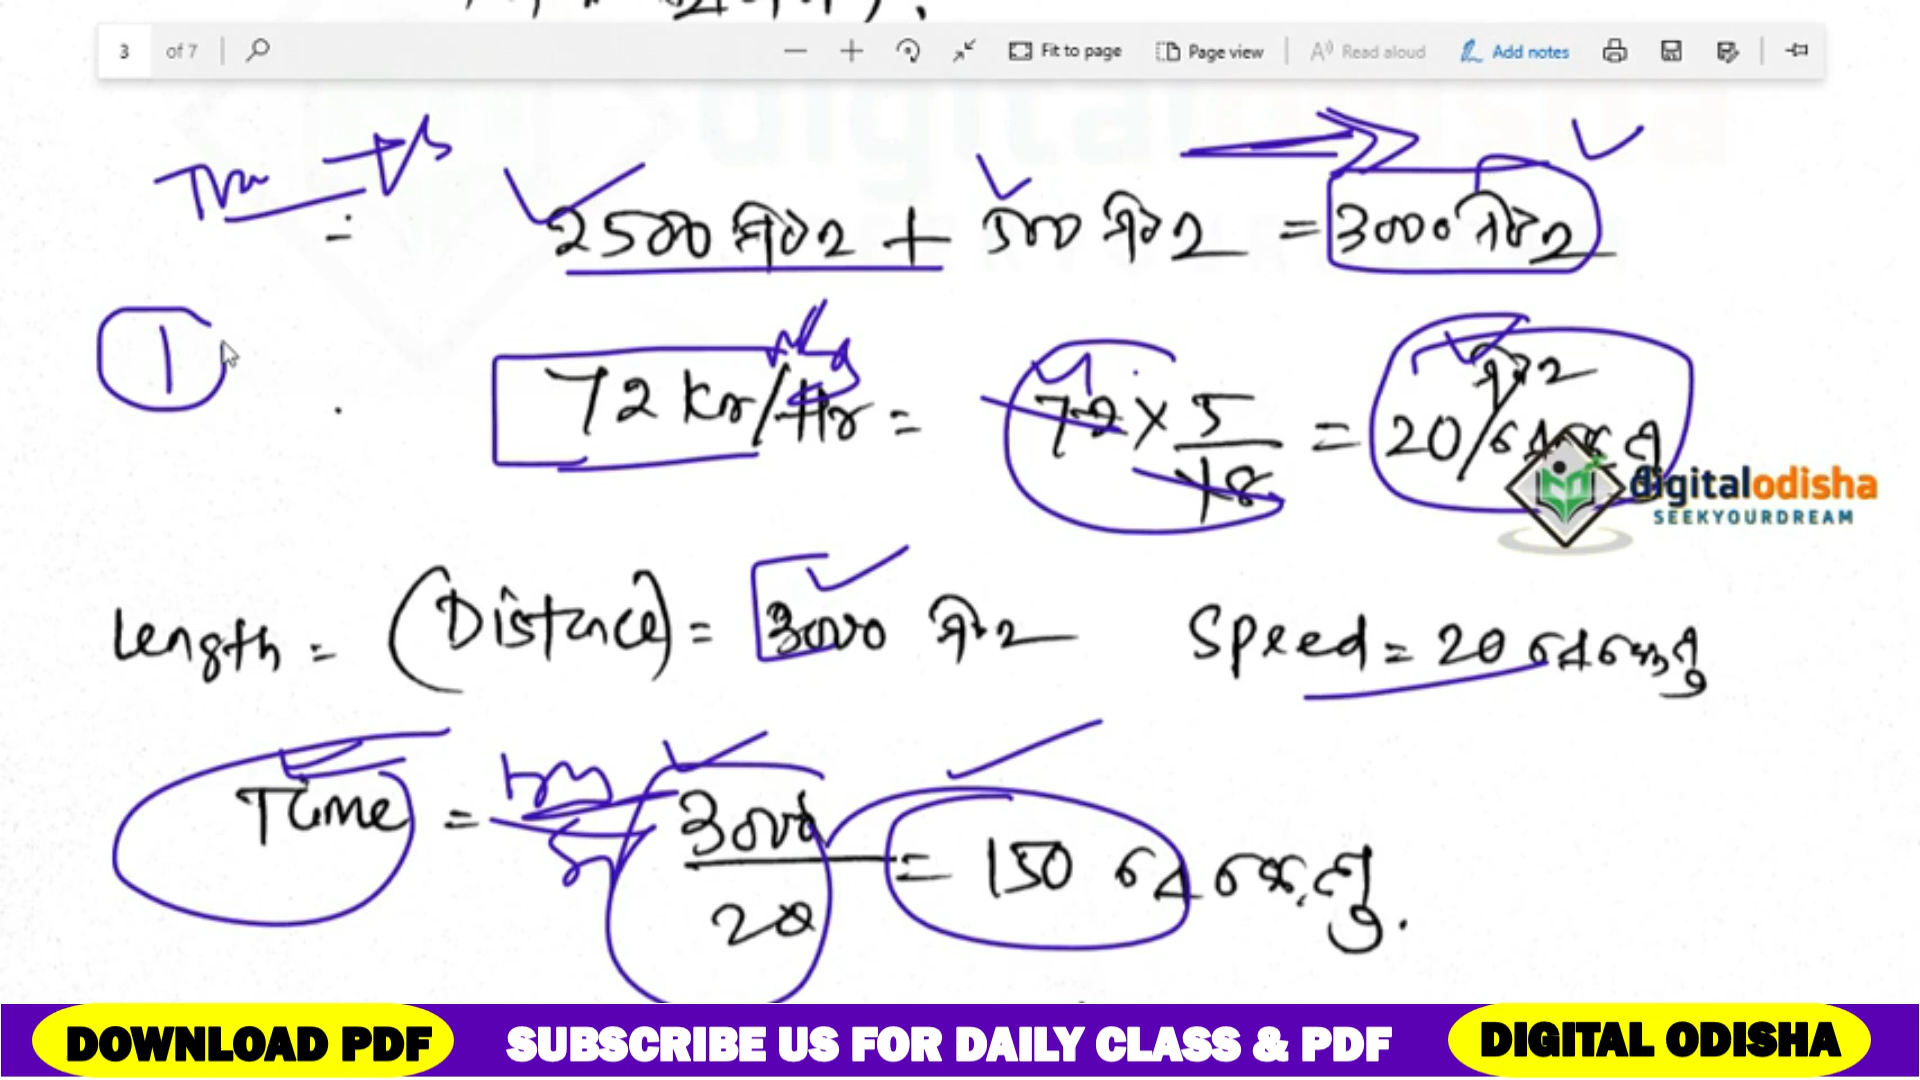 3 of 7 Fit to page Page view Read aloud Add notes
2500 ମିଟର + 500 ମିଟର = 3000 ମିଟର
1
72 Km/Hr = 72 × 5/18 = 20/ସେକେଣ୍ଡ
digitalodisha
SEEKYOURDREAM
Length = (Distance) = 3000 ମିଟର Speed = 20 ସେକେଣ୍ଡ
Time = 3000/20 = 150 ସେକେଣ୍ଡ.
DOWNLOAD PDF SUBSCRIBE US FOR DAILY CLASS & PDF DIGITAL ODISHA